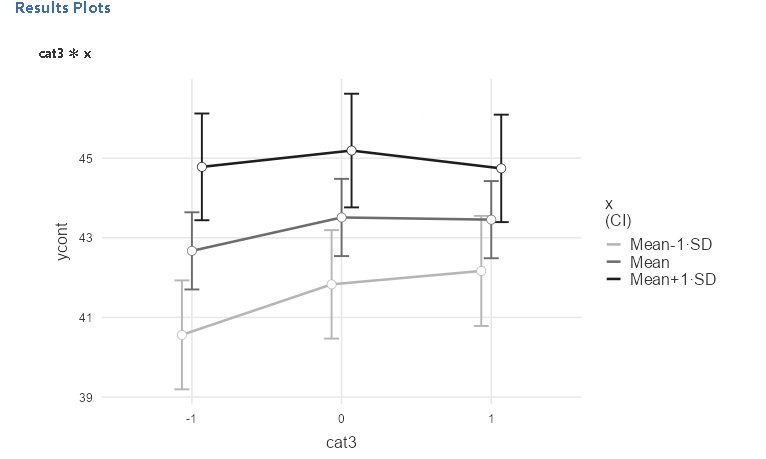 Results Plots
cat3 ✻ x
45
43
41
39
ycont
-1
0
1
cat3
x
(CI)
Mean-1·SD
Mean
Mean+1·SD